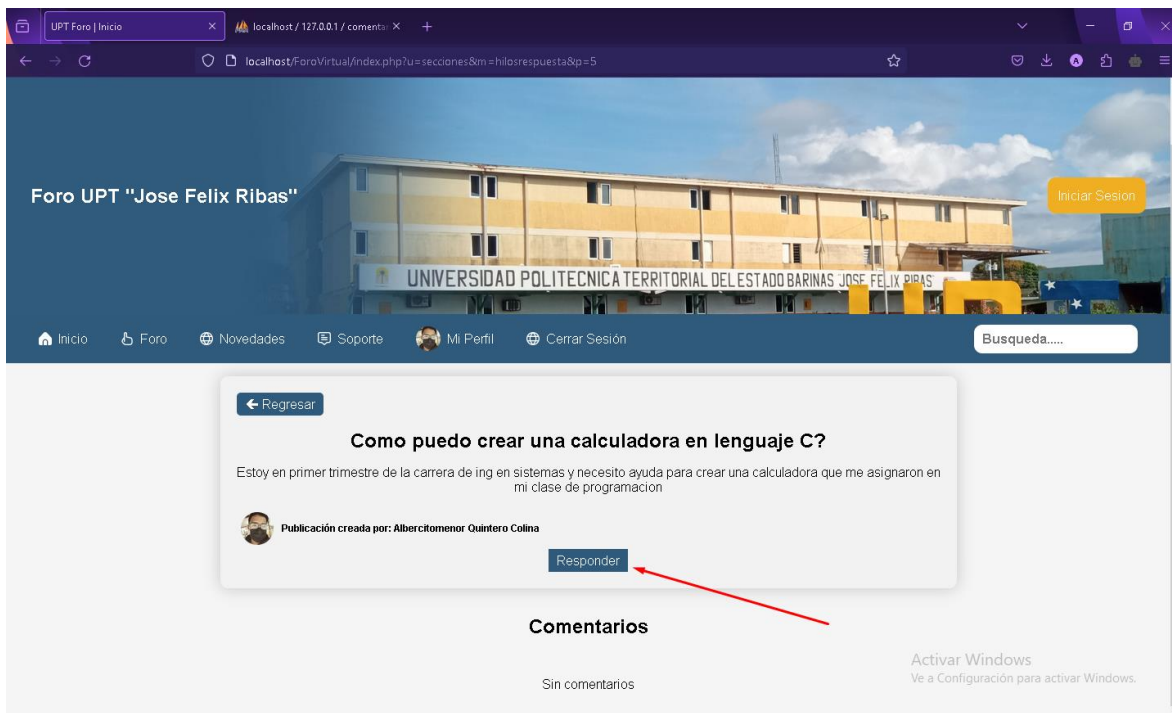 UPT Foro | Inicio
localhost / 127.0.0.1 / comentar
localhost/ForoVirtual/index.php?u=secciones&m=hilosrespuesta&p=5
Foro UPT "Jose Felix Ribas"
Iniciar Sesion
UNIVERSIDAD POLITECNICA TERRITORIAL DEL ESTADO BARINAS "JOSE FELIX RIBAS"
Inicio Foro Novedades Soporte Mi Perfil Cerrar Sesión Busqueda.....
Regresar
Como puedo crear una calculadora en lenguaje C?
Estoy en primer trimestre de la carrera de ing en sistemas y necesito ayuda para crear una calculadora que me asignaron en
mi clase de programacion
Publicación creada por: Albercitomenor Quintero Colina
Responder
Comentarios
Sin comentarios
Activar Windows
Ve a Configuración para activar Windows.